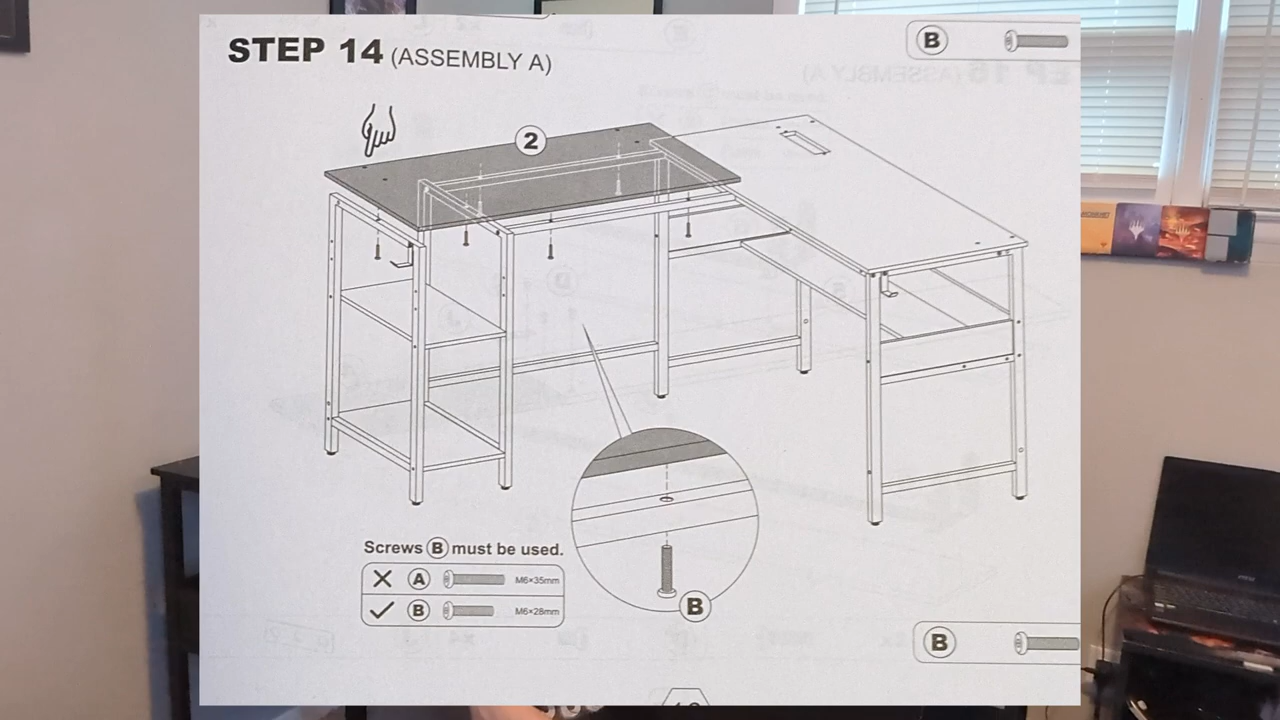 STEP 14 (ASSEMBLY A)
B
2
Screws B must be used.
A M6×35mm
B M6×28mm
B
B